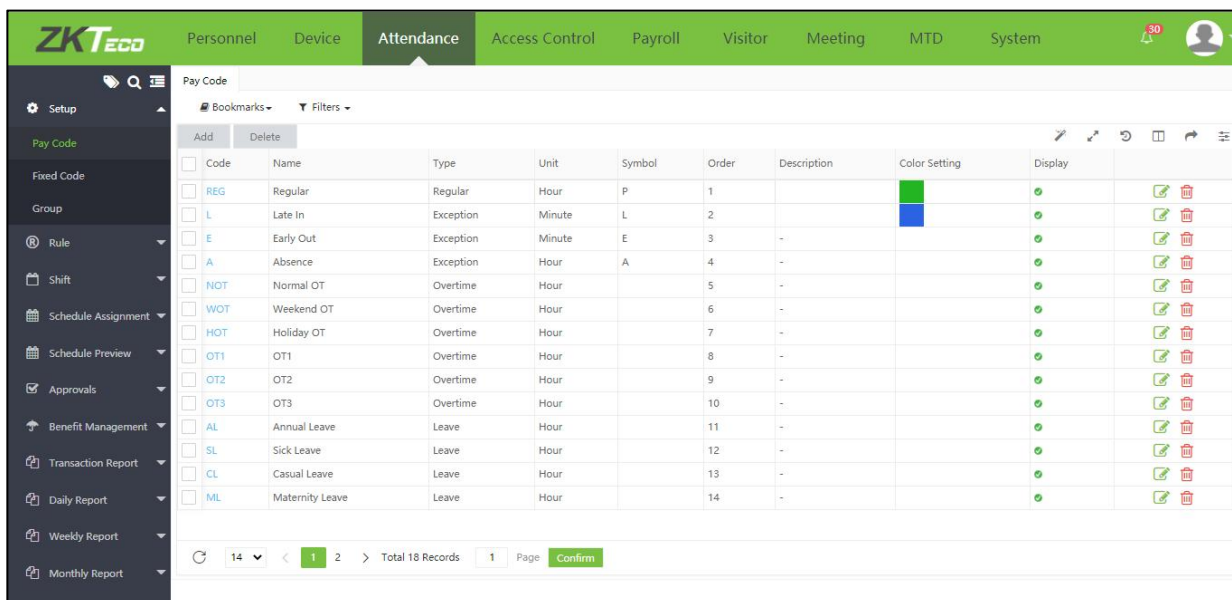 ZKTECO Personnel Device Attendance Access Control Payroll Visitor Meeting MTD System 30
Pay Code
Setup
Bookmarks Filters
Pay Code
Fixed Code
Group
Rule
Shift
Schedule Assignment
Schedule Preview
Approvals
Benefit Management
Transaction Report
Daily Report
Weekly Report
Monthly Report
Add Delete
Code Name Type Unit Symbol Order Description Color Setting Display
REG Regular Regular Hour P 1
L Late In Exception Minute L 2
E Early Out Exception Minute E 3 -
A Absence Exception Hour A 4 -
NOT Normal OT Overtime Hour 5 -
WOT Weekend OT Overtime Hour 6 -
HOT Holiday OT Overtime Hour 7 -
OT1 OT1 Overtime Hour 8 -
OT2 OT2 Overtime Hour 9 -
OT3 OT3 Overtime Hour 10 -
AL Annual Leave Leave Hour 11 -
SL Sick Leave Leave Hour 12 -
CL Casual Leave Leave Hour 13 -
ML Maternity Leave Leave Hour 14 -
14 < 1 2 > Total 18 Records 1 Page Confirm